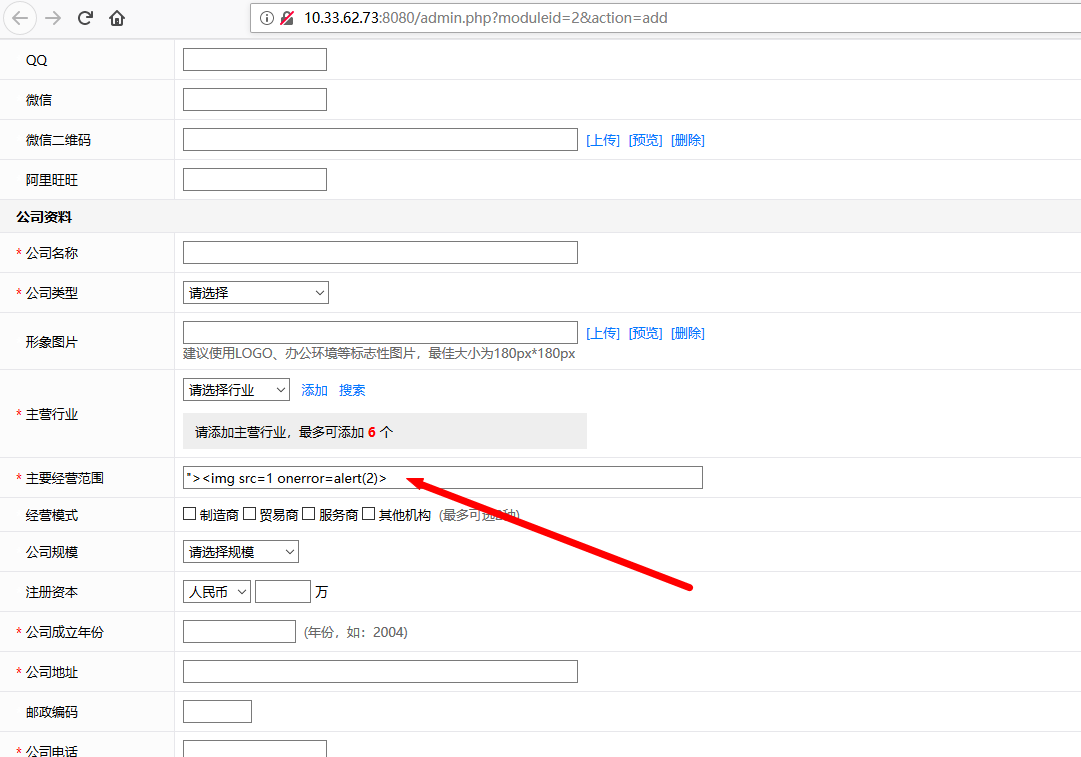 10.33.62.73:8080/admin.php?moduleid=2&action=add
QQ
微信
微信二维码 [上传] [预览] [删除]
阿里旺旺
公司资料
* 公司名称
* 公司类型 请选择
形象图片 [上传] [预览] [删除]
建议使用LOGO、办公环境等标志性图片，最佳大小为180px*180px
* 主营行业 请选择行业 添加 搜索
请添加主营行业，最多可添加 6 个
* 主要经营范围 "><img src=1 onerror=alert(2)>
经营模式 制造商 贸易商 服务商 其他机构 (最多可选2种)
公司规模 请选择规模
注册资本 人民币 万
* 公司成立年份 (年份，如：2004)
* 公司地址
邮政编码
* 公司电话